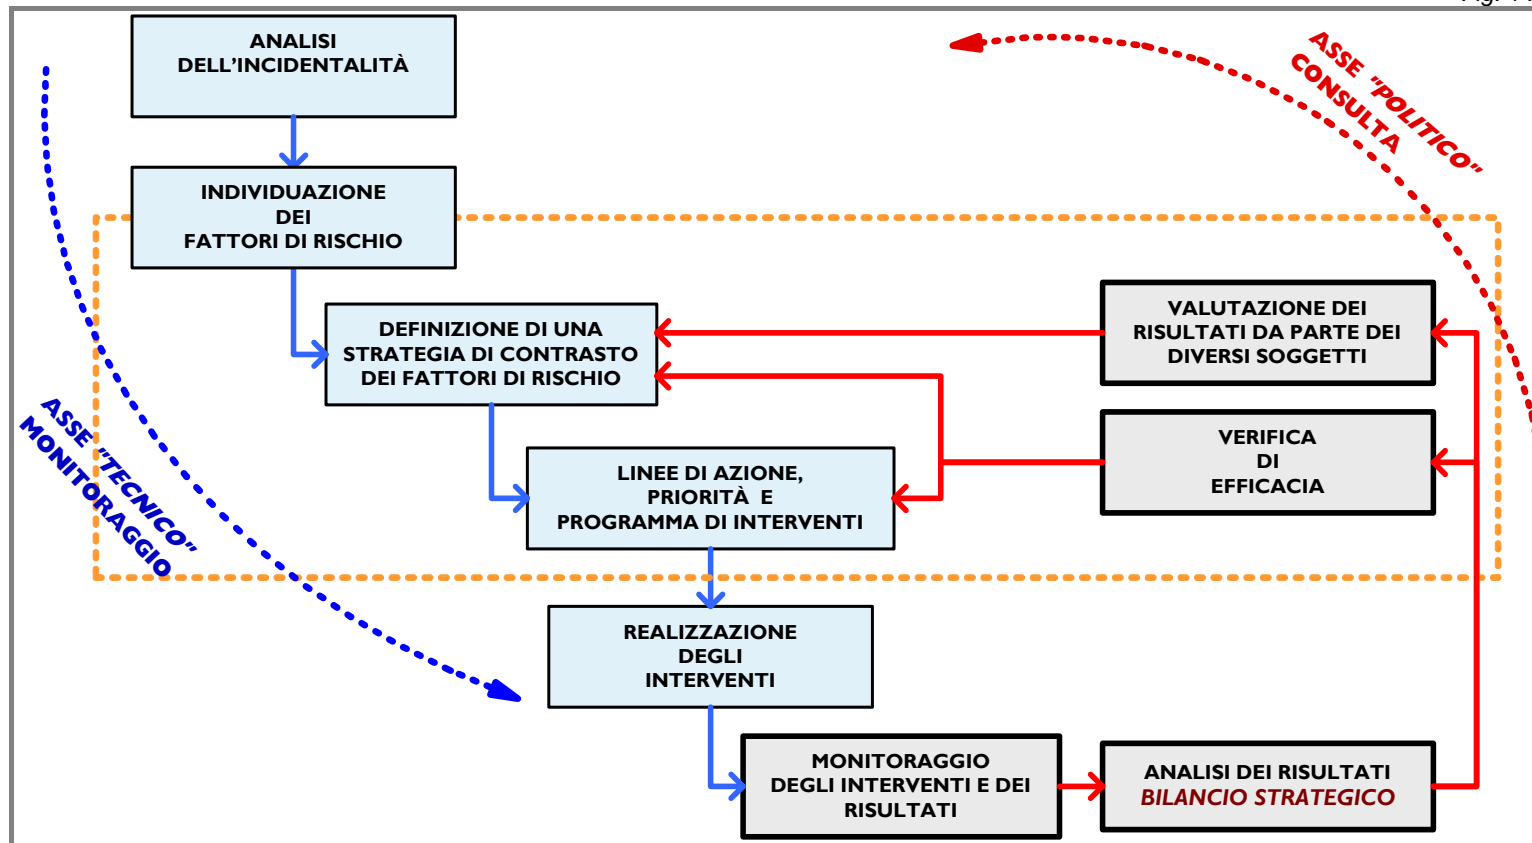 ANALISI
DELL'INCIDENTALITÀ
ASSE "POLITICO"
CONSULTA
INDIVIDUAZIONE
DEI
FATTORI DI RISCHIO
DEFINIZIONE DI UNA
STRATEGIA DI CONTRASTO
DEI FATTORI DI RISCHIO
VALUTAZIONE DEI
RISULTATI DA PARTE DEI
DIVERSI SOGGETTI
ASSE "TECNICO"
MONITORAGGIO
LINEE DI AZIONE,
PRIORITÀ E
PROGRAMMA DI INTERVENTI
VERIFICA
DI
EFFICACIA
REALIZZAZIONE
DEGLI
INTERVENTI
MONITORAGGIO
DEGLI INTERVENTI E DEI
RISULTATI
ANALISI DEI RISULTATI
BILANCIO STRATEGICO